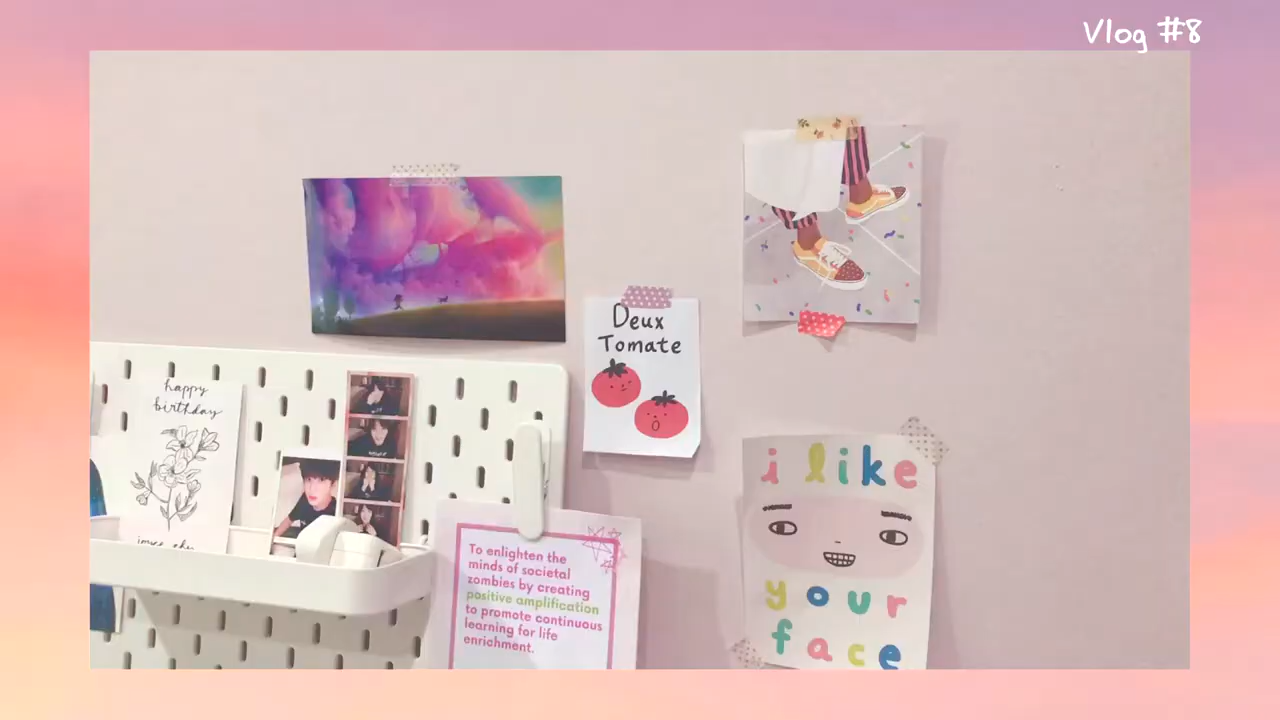 Vlog #8
Deux
Tomate
happy
birthday
i like
your
face
To enlighten the
minds of societal
zombies by creating
positive amplification
to promote continuous
learning for life
enrichment.